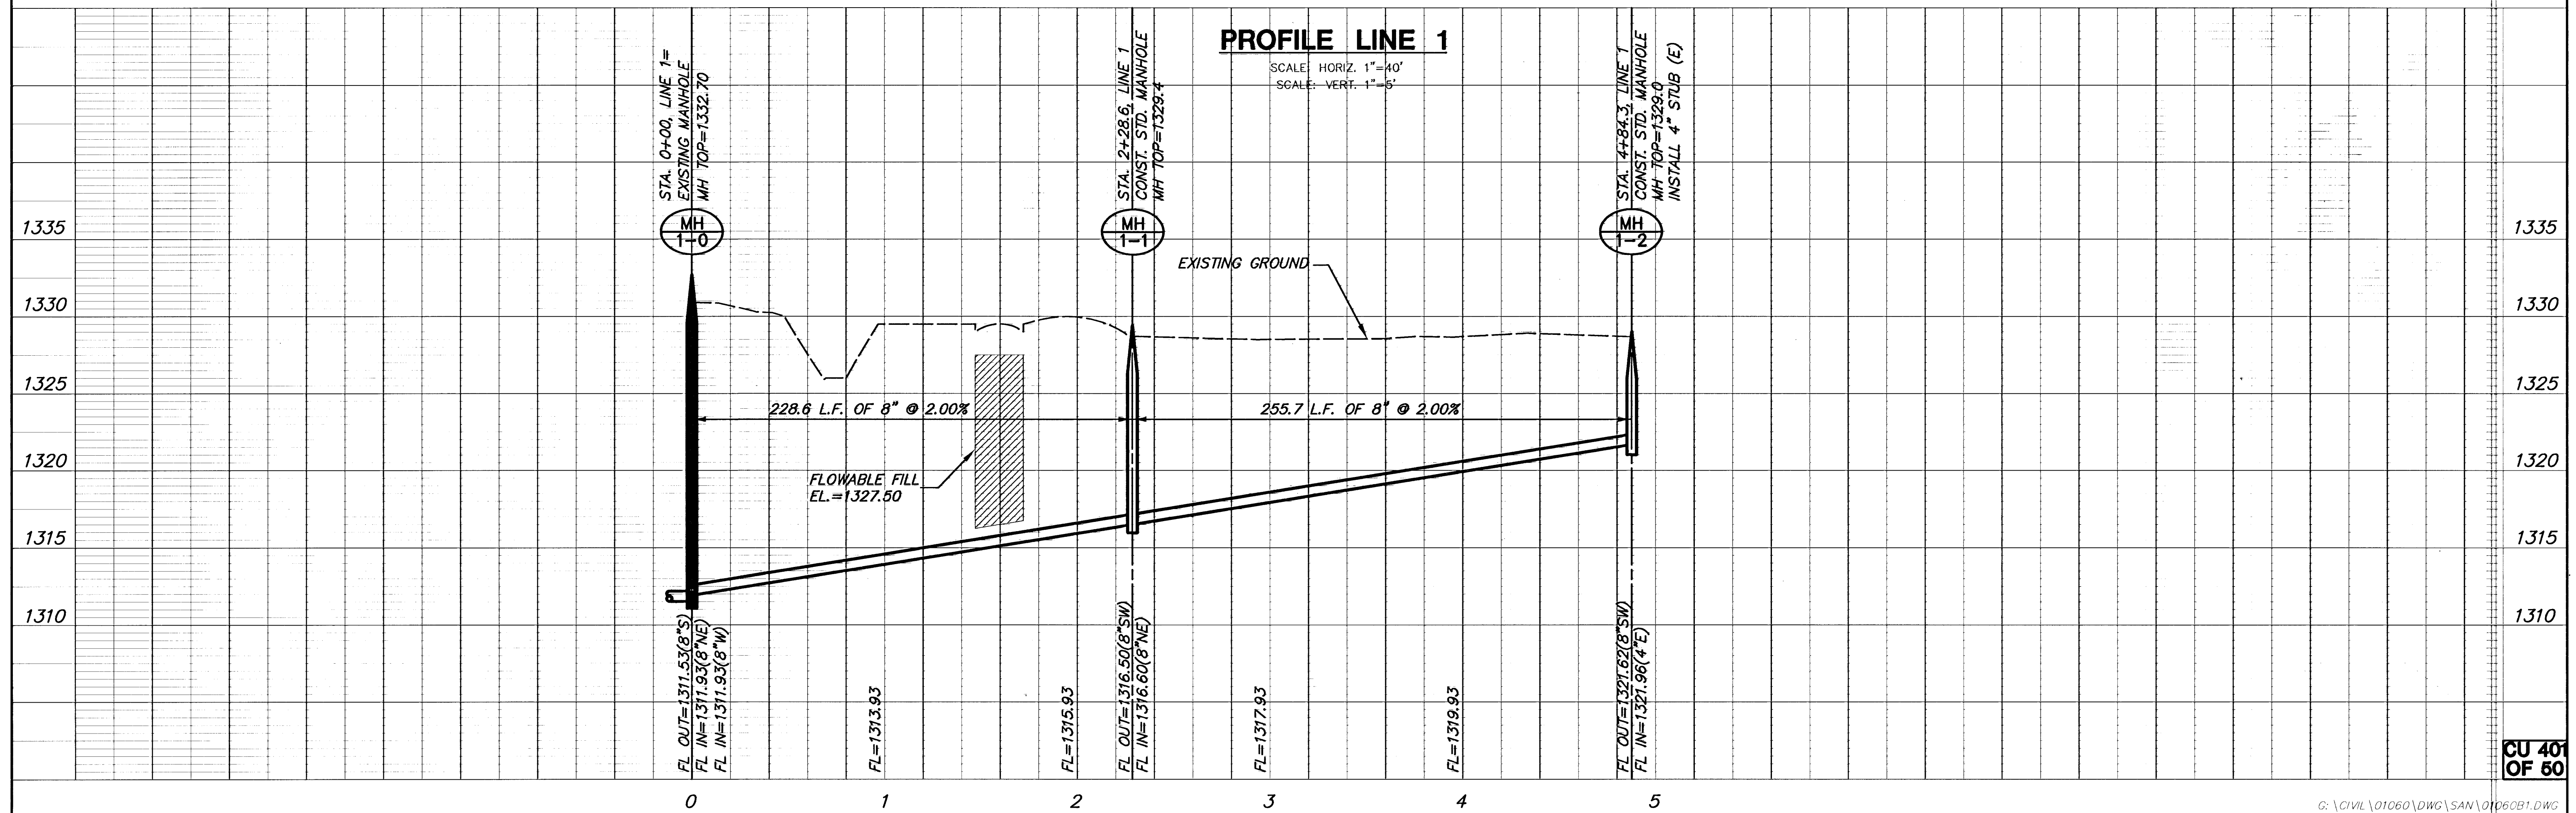 PROFILE LINE 1
SCALE: HORIZ. 1"=40'
SCALE: VERT. 1"=5'
STA. 0+00, LINE 1=
EXISTING MANHOLE
MH TOP=1332.70
STA. 2+28.6, LINE 1
CONST. STD. MANHOLE
MH TOP=1329.4
STA. 4+84.3, LINE 1
CONST. STD. MANHOLE
MH TOP=1329.0
INSTALL 4" STUB (E)
MH
1-0
MH
1-1
MH
1-2
1335
1335
EXISTING GROUND
1330
1330
1325
1325
228.6 L.F. OF 8" @ 2.00%
255.7 L.F. OF 8" @ 2.00%
1320
1320
FLOWABLE FILL
EL.=1327.50
1315
1315
1310
1310
FL OUT=1311.53(8"S)
FL IN=1311.93(8"NE)
FL IN=1311.93(8"W)
FL=1313.93
FL=1315.93
FL OUT=1316.50(8"SW)
FL IN=1316.60(8"NE)
FL=1317.93
FL=1319.93
FL OUT=1321.62(8"SW)
FL IN=1321.96(4"E)
CU 401
OF 50
0
1
2
3
4
5
G:\CIVIL\01060\DWG\SAN\01060B1.DWG